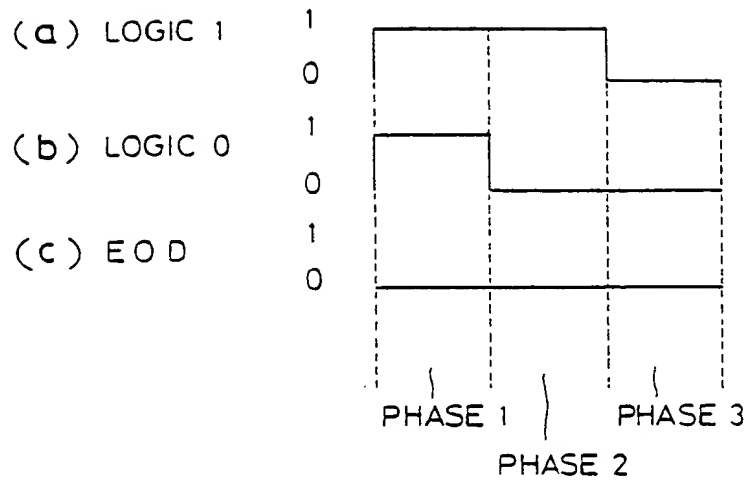 (a) LOGIC 1
1
0
(b) LOGIC 0
1
0
(c) EOD
1
0
PHASE 1
PHASE 3
PHASE 2